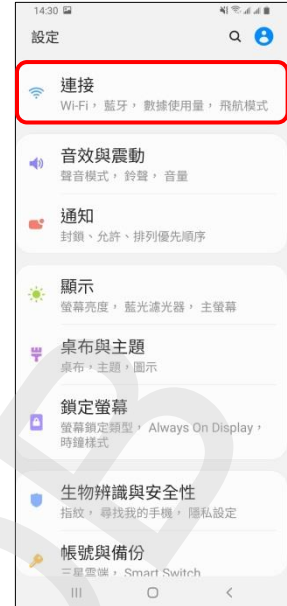 14:30
設定
連接
Wi-Fi， 藍牙， 數據使用量， 飛航模式
音效與震動
聲音模式， 鈴聲， 音量
通知
封鎖、允許、排列優先順序
顯示
螢幕亮度， 藍光濾光器， 主螢幕
桌布與主題
桌布，主題，圖示
鎖定螢幕
螢幕鎖定類型， Always On Display，
時鐘樣式
生物辨識與安全性
指紋， 尋找我的手機， 隱私設定
帳號與備份
三星雲端， Smart Switch